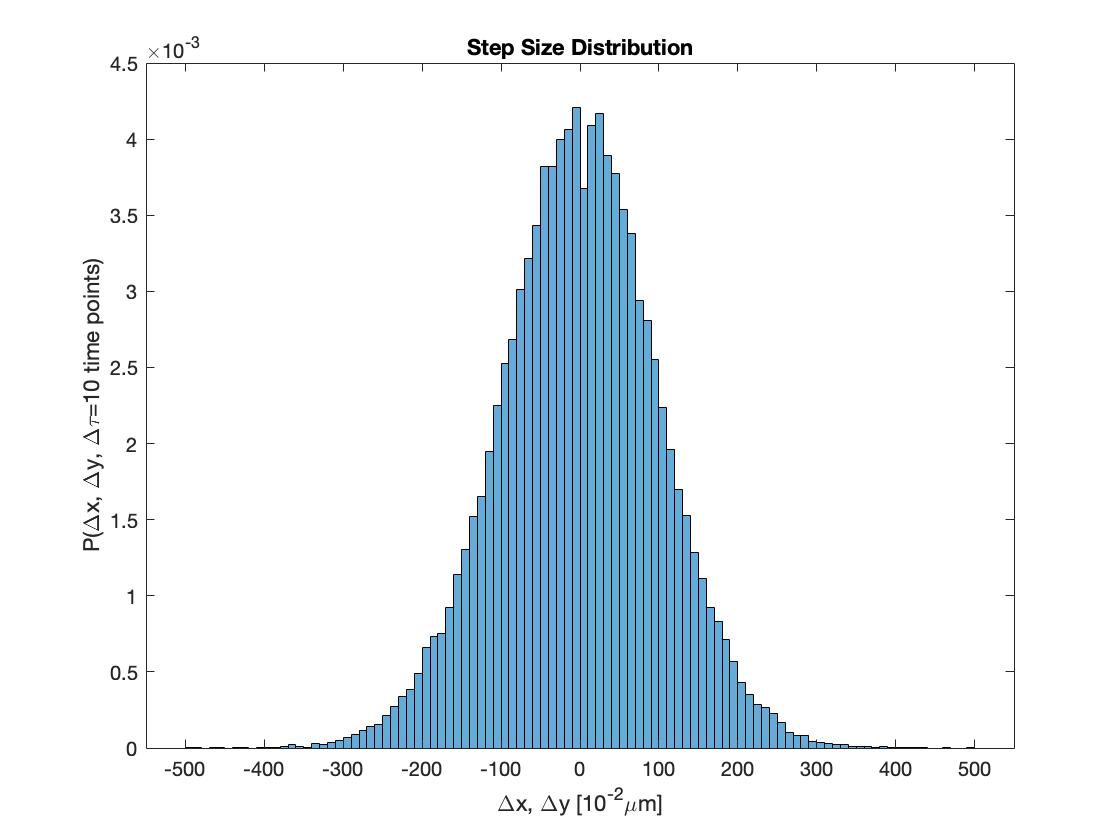 Step Size Distribution
×10⁻³
4.5
4
3.5
3
2.5
2
1.5
1
0.5
0
P(Δx, Δy, Δτ=10 time points)
-500 -400 -300 -200 -100 0 100 200 300 400 500
Δx, Δy [10⁻²μm]